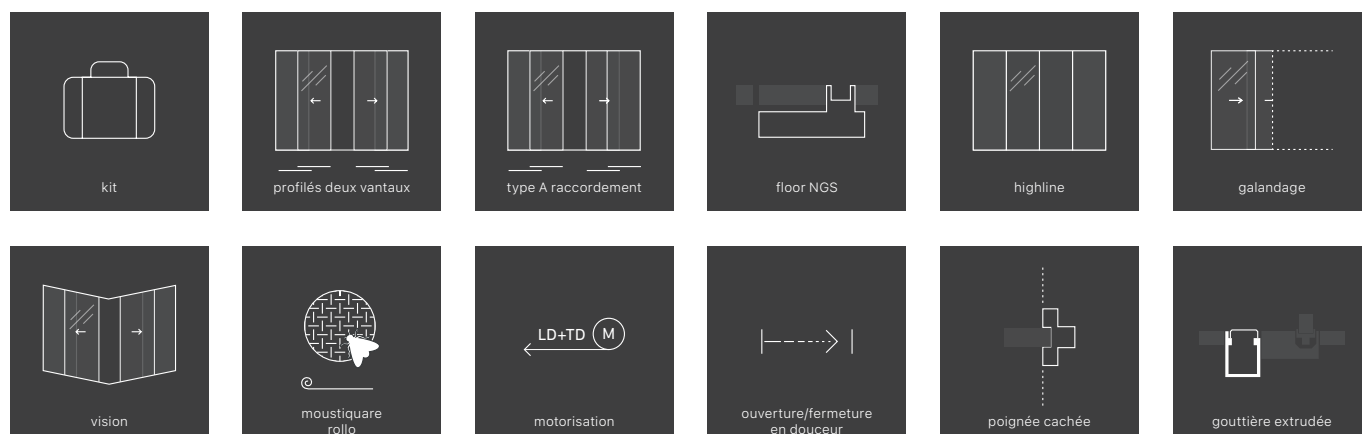 kit
profilés deux vantaux
type A raccordement
floor NGS
highline
galandage
LD+TD M
vision
moustiquare
rollo
motorisation
ouverture/fermeture
en douceur
poignée cachée
gouttière extrudée